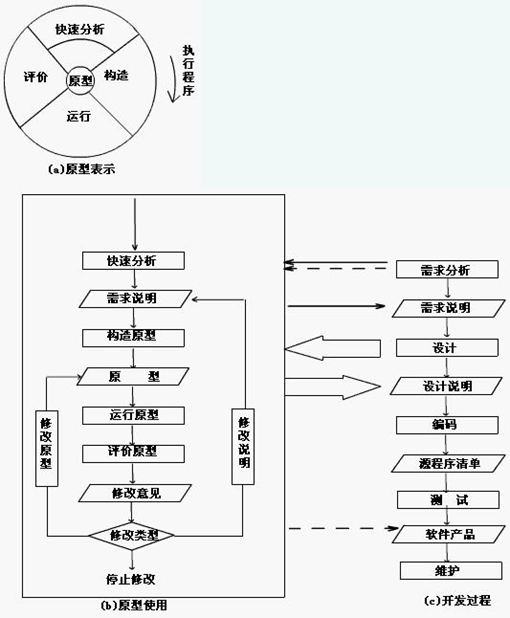 快速分析
评价
原型
构造
运行
执行程序
(a)原型表示
快速分析
需求说明
构造原型
原 型
运行原型
评价原型
修改意见
修改类型
停止修改
修改原型
修改说明
(b)原型使用
需求分析
需求说明
设计
设计说明
编码
源程序清单
测 试
软件产品
维护
(c)开发过程